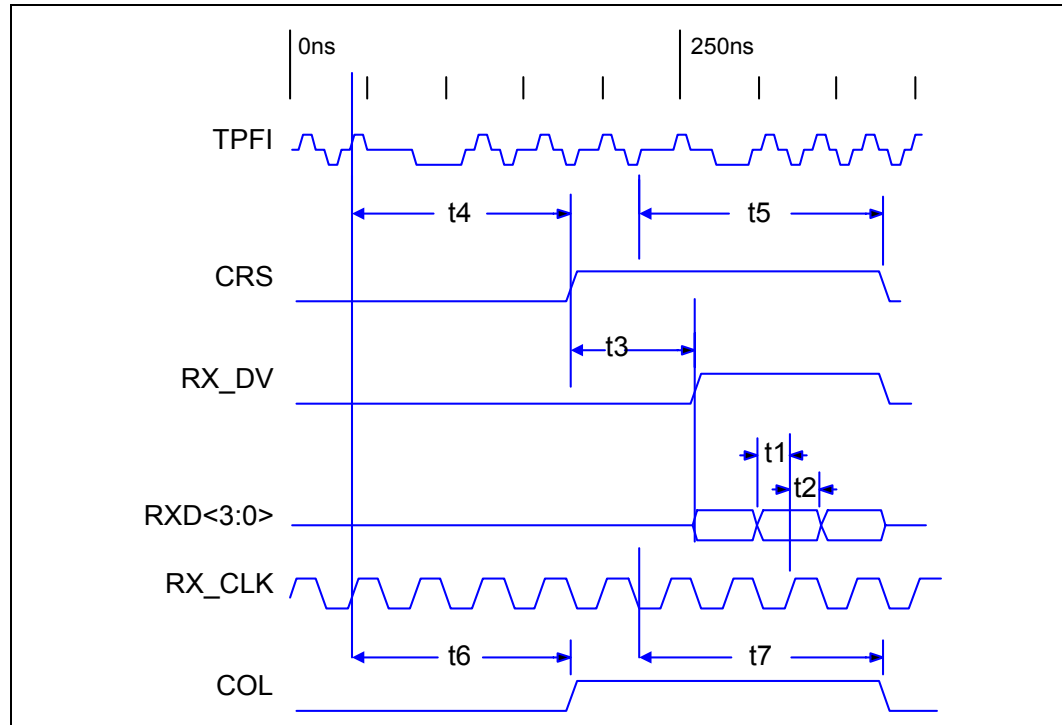 0ns
250ns
TPFI
t4
t5
CRS
t3
RX_DV
t1
t2
RXD<3:0>
RX_CLK
t6
t7
COL